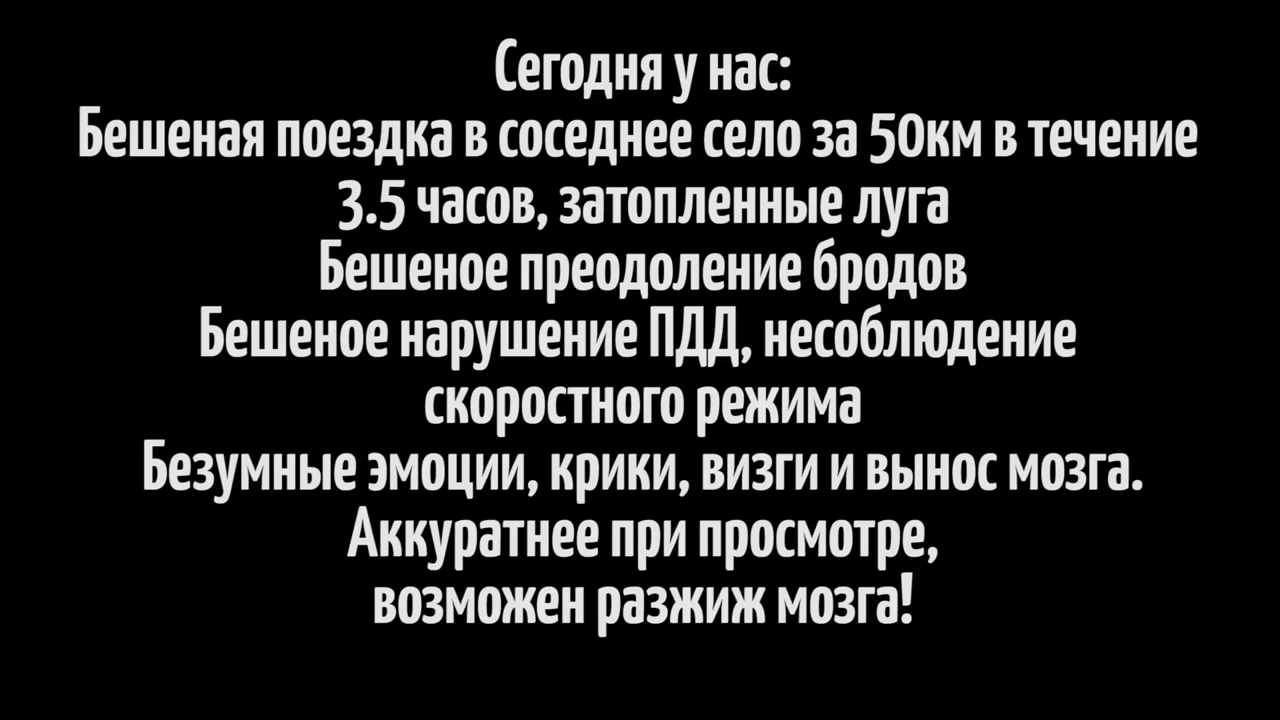 Сегодня у нас:
Бешеная поездка в соседнее село за 50км в течение
3.5 часов, затопленные луга
Бешеное преодоление бродов
Бешеное нарушение ПДД, несоблюдение
скоростного режима
Безумные эмоции, крики, визги и вынос мозга.
Аккуратнее при просмотре,
возможен разжиж мозга!